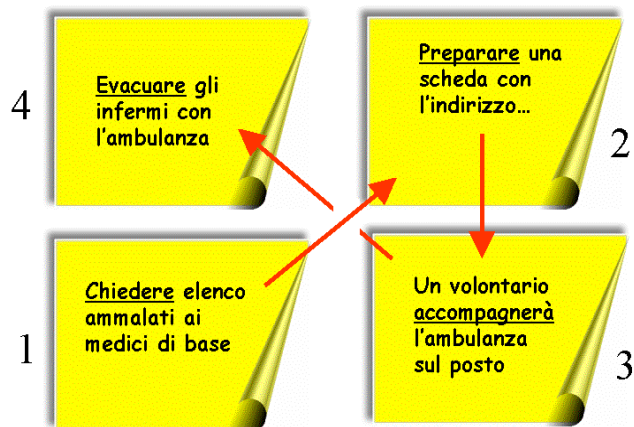 4
Evacuare gli
infermi con
l'ambulanza
Preparare una
scheda con
l'indirizzo...
2
1
Chiedere elenco
ammalati ai
medici di base
Un volontario
accompagnerà
l'ambulanza
sul posto
3